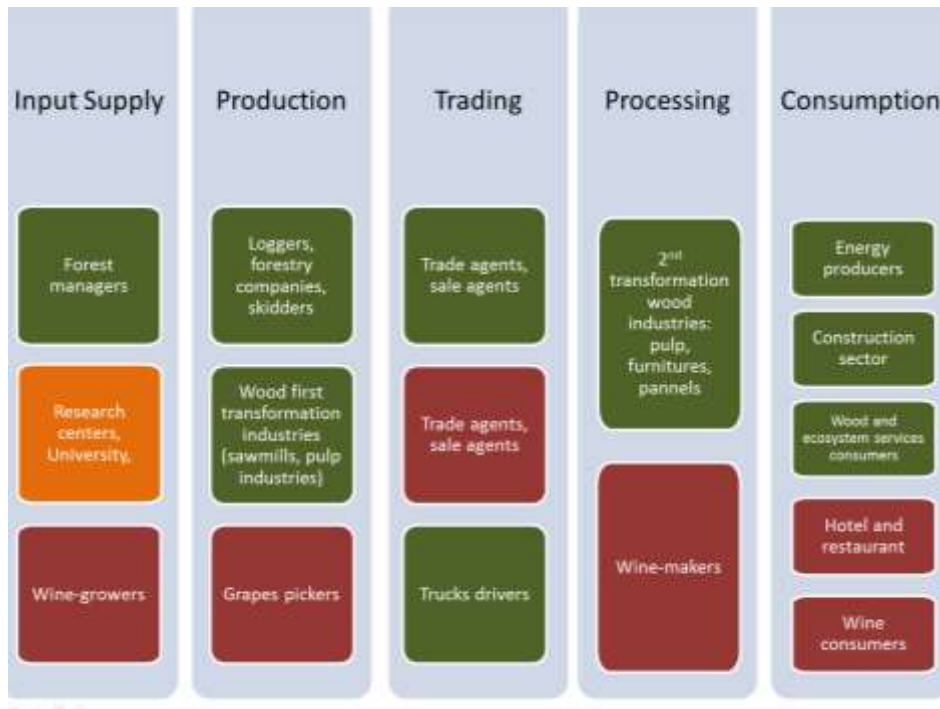 Input Supply
Production
Trading
Processing
Consumption
Forest
managers
Research
centers,
University,
Wine-growers
Loggers,
forestry
companies,
skidders
Wood first
transformation
industries
(sawmills, pulp
industries)
Grapes pickers
Trade agents,
sale agents
Trade agents,
sale agents
Trucks drivers
2nd
transformation
wood
industries:
pulp,
furnitures,
pannels
Wine-makers
Energy
producers
Construction
sector
Wood and
ecosystem services
consumers
Hotel and
restaurant
Wine
consumers